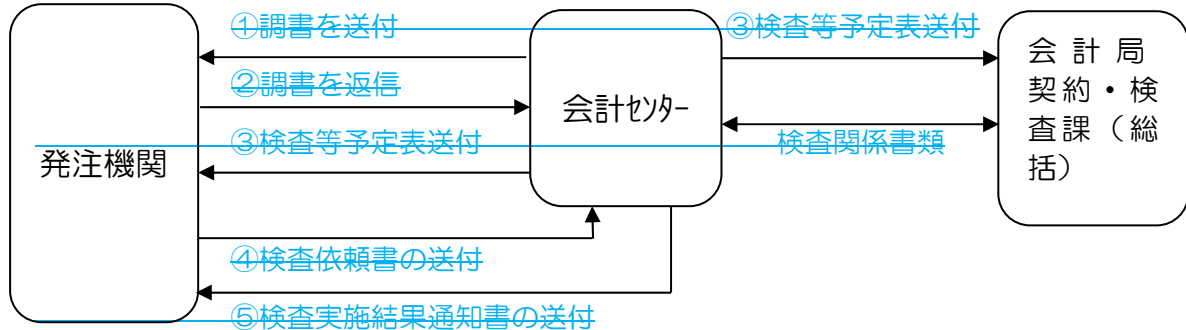 ①調書を送付
③検査等予定表送付
②調書を返信
③検査等予定表送付
検査関係書類
④検査依頼書の送付
⑤検査実施結果通知書の送付
発注機関
会計ｾﾝﾀｰ
会計局
契約・検
査課（総
括）